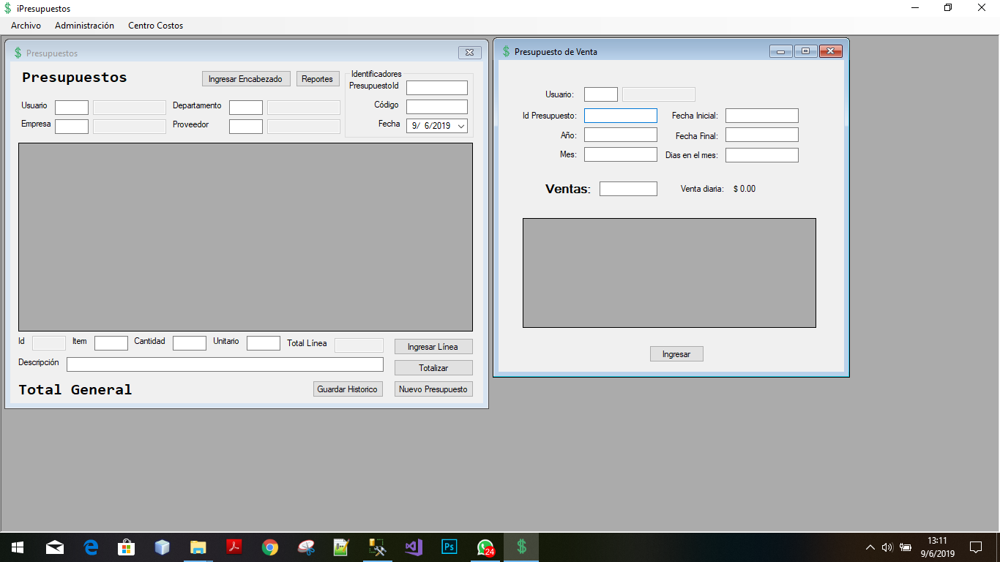 iPresupuestos
Archivo Administración Centro Costos
Presupuestos
Presupuestos
Ingresar Encabezado
Reportes
Identificadores
PresupuestoId
Código
Fecha 9/ 6/2019
Usuario
Departamento
Empresa
Proveedor
Id
Item
Cantidad
Unitario
Total Línea
Ingresar Línea
Descripción
Totalizar
Total General
Guardar Historico
Nuevo Presupuesto
Presupuesto de Venta
Usuario:
Id Presupuesto:
Fecha Inicial:
Año:
Fecha Final:
Mes:
Dias en el mes:
Ventas:
Venta diaria: $ 0.00
Ingresar
Ps
24
13:11
9/6/2019